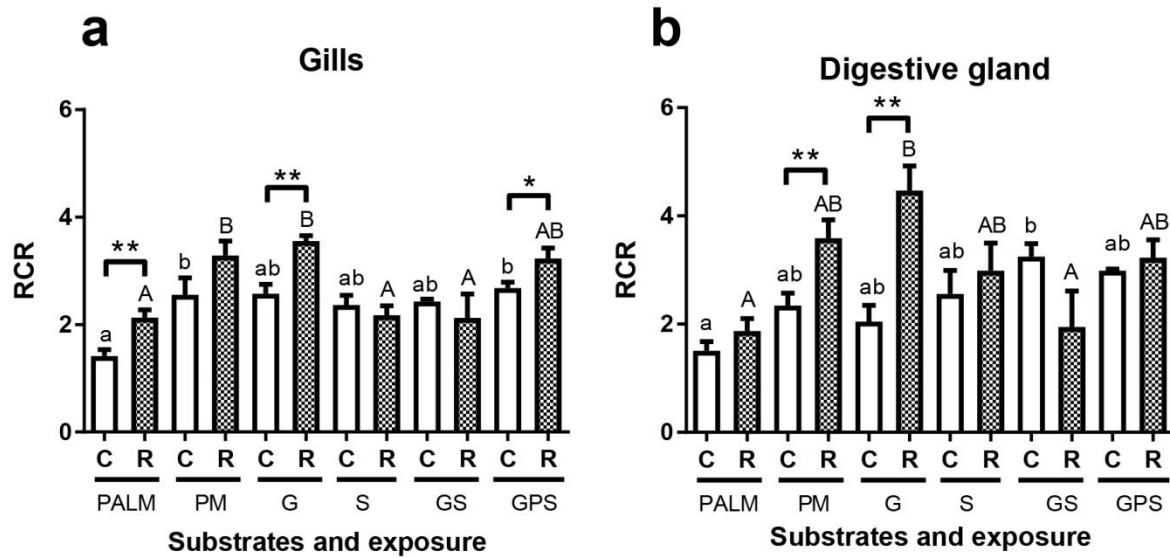 a
Gills
RCR
6
4
2
0
**
**
*
a
A
b
B
ab
B
ab
A
ab
A
b
AB
C R C R C R C R C R C R
PALM PM G S GS GPS
Substrates and exposure
b
Digestive gland
RCR
6
4
2
0
**
**
a
A
ab
AB
ab
B
ab
AB
b
A
ab
AB
C R C R C R C R C R C R
PALM PM G S GS GPS
Substrates and exposure